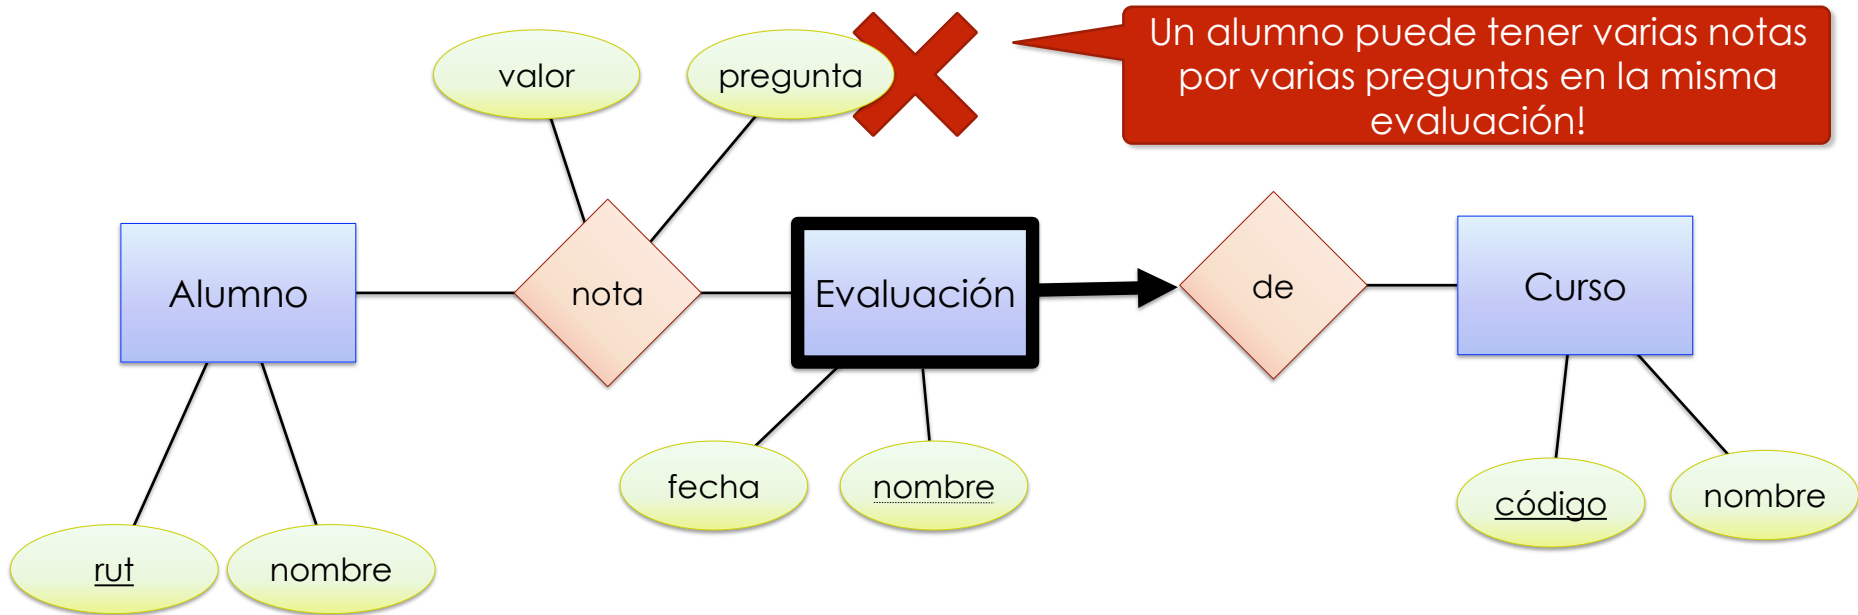 Un alumno puede tener varias notas
por varias preguntas en la misma
evaluación!
valor
pregunta
Alumno
nota
Evaluación
de
Curso
fecha
nombre
código
nombre
rut
nombre